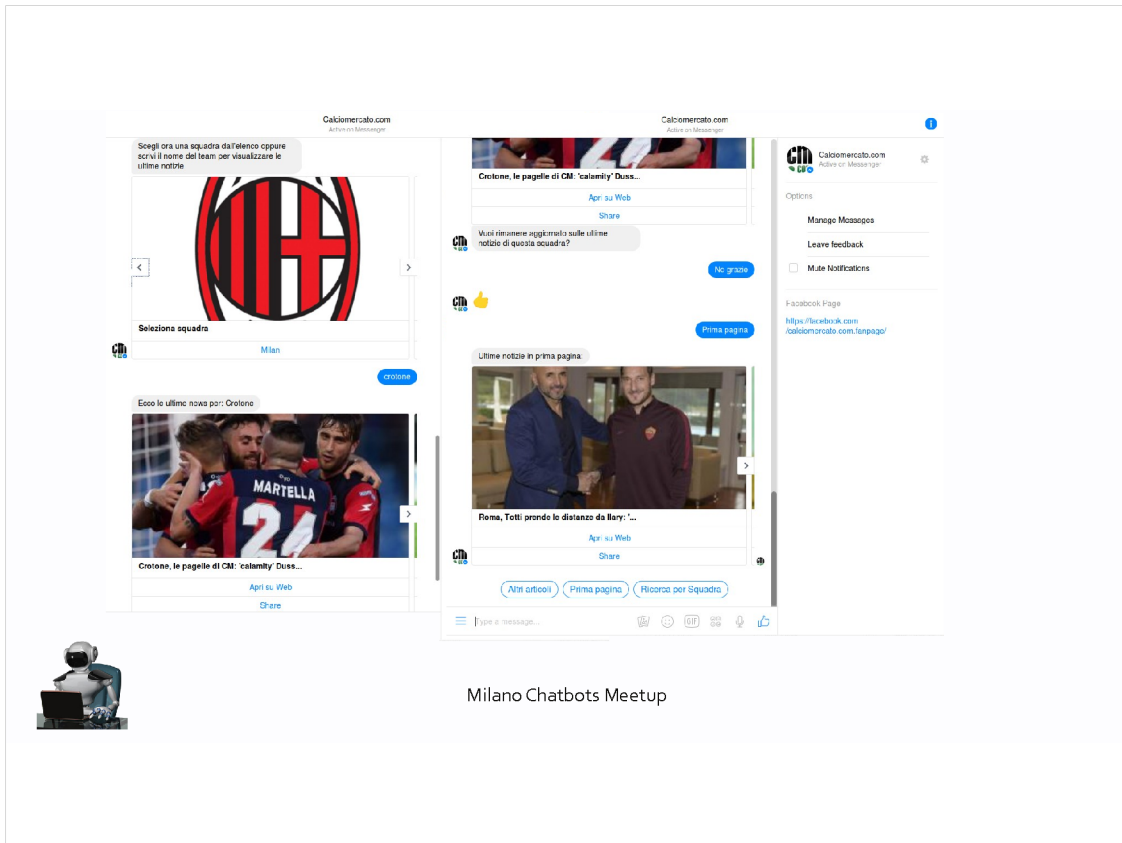 Calciomercato.com
Active on Messenger
Scegli ora una squadra dall'elenco oppure
scrivi il nome del team per visualizzare le
ultime notizie
Seleziona squadra
Milan
crotone
Ecco le ultime news per: Crotone
MARTELLA
24
Crotone, le pagelle di CM: 'calamity' Duss...
Apri su Web
Share
Calciomercato.com
Active on Messenger
Crotone, le pagelle di CM: 'calamity' Duss...
Apri su Web
Share
Vuoi rimanere aggiornato sulle ultime
notizie di questa squadra?
No grazie
Prima pagina
Ultime notizie in prima pagina:
Roma, Totti prende le distanze da Ilary: '...
Apri su Web
Share
Altri articoli
Prima pagina
Ricerca per Squadra
Type a message...
GIF
cm
Calciomercato.com
Active on Messenger
Options
Manage Messages
Leave feedback
Mute Notifications
Facebook Page
https://facebook.com
/calciomercato.com.fanpage/
Milano Chatbots Meetup